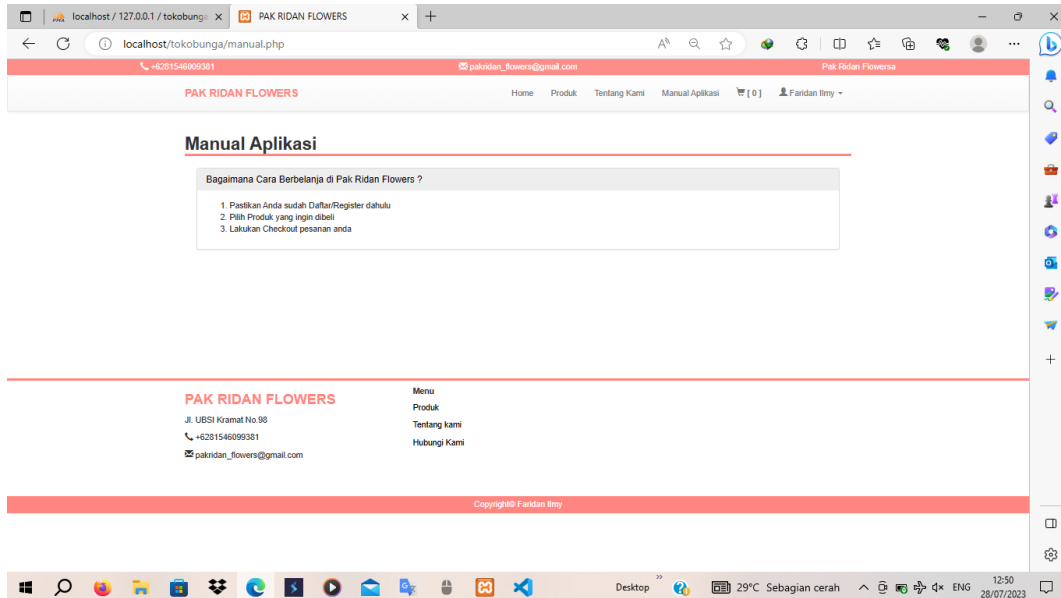 localhost / 127.0.0.1 / tokobunga
PAK RIDAN FLOWERS
localhost/tokobunga/manual.php
+6281546009381
pakridan_flowers@gmail.com
Pak Ridan Flowersa
PAK RIDAN FLOWERS
Home
Produk
Tentang Kami
Manual Aplikasi
[ 0 ]
Faridan Ilmy
Manual Aplikasi
Bagaimana Cara Berbelanja di Pak Ridan Flowers ?
1. Pastikan Anda sudah Daftar/Register dahulu
2. Pilih Produk yang ingin dibeli
3. Lakukan Checkout pesanan anda
PAK RIDAN FLOWERS
Jl. UBSI Kramat No.98
+6281546099381
pakridan_flowers@gmail.com
Menu
Produk
Tentang kami
Hubungi Kami
Copyright© Faridan Ilmy
Desktop
29°C Sebagian cerah
ENG
12:50
28/07/2023